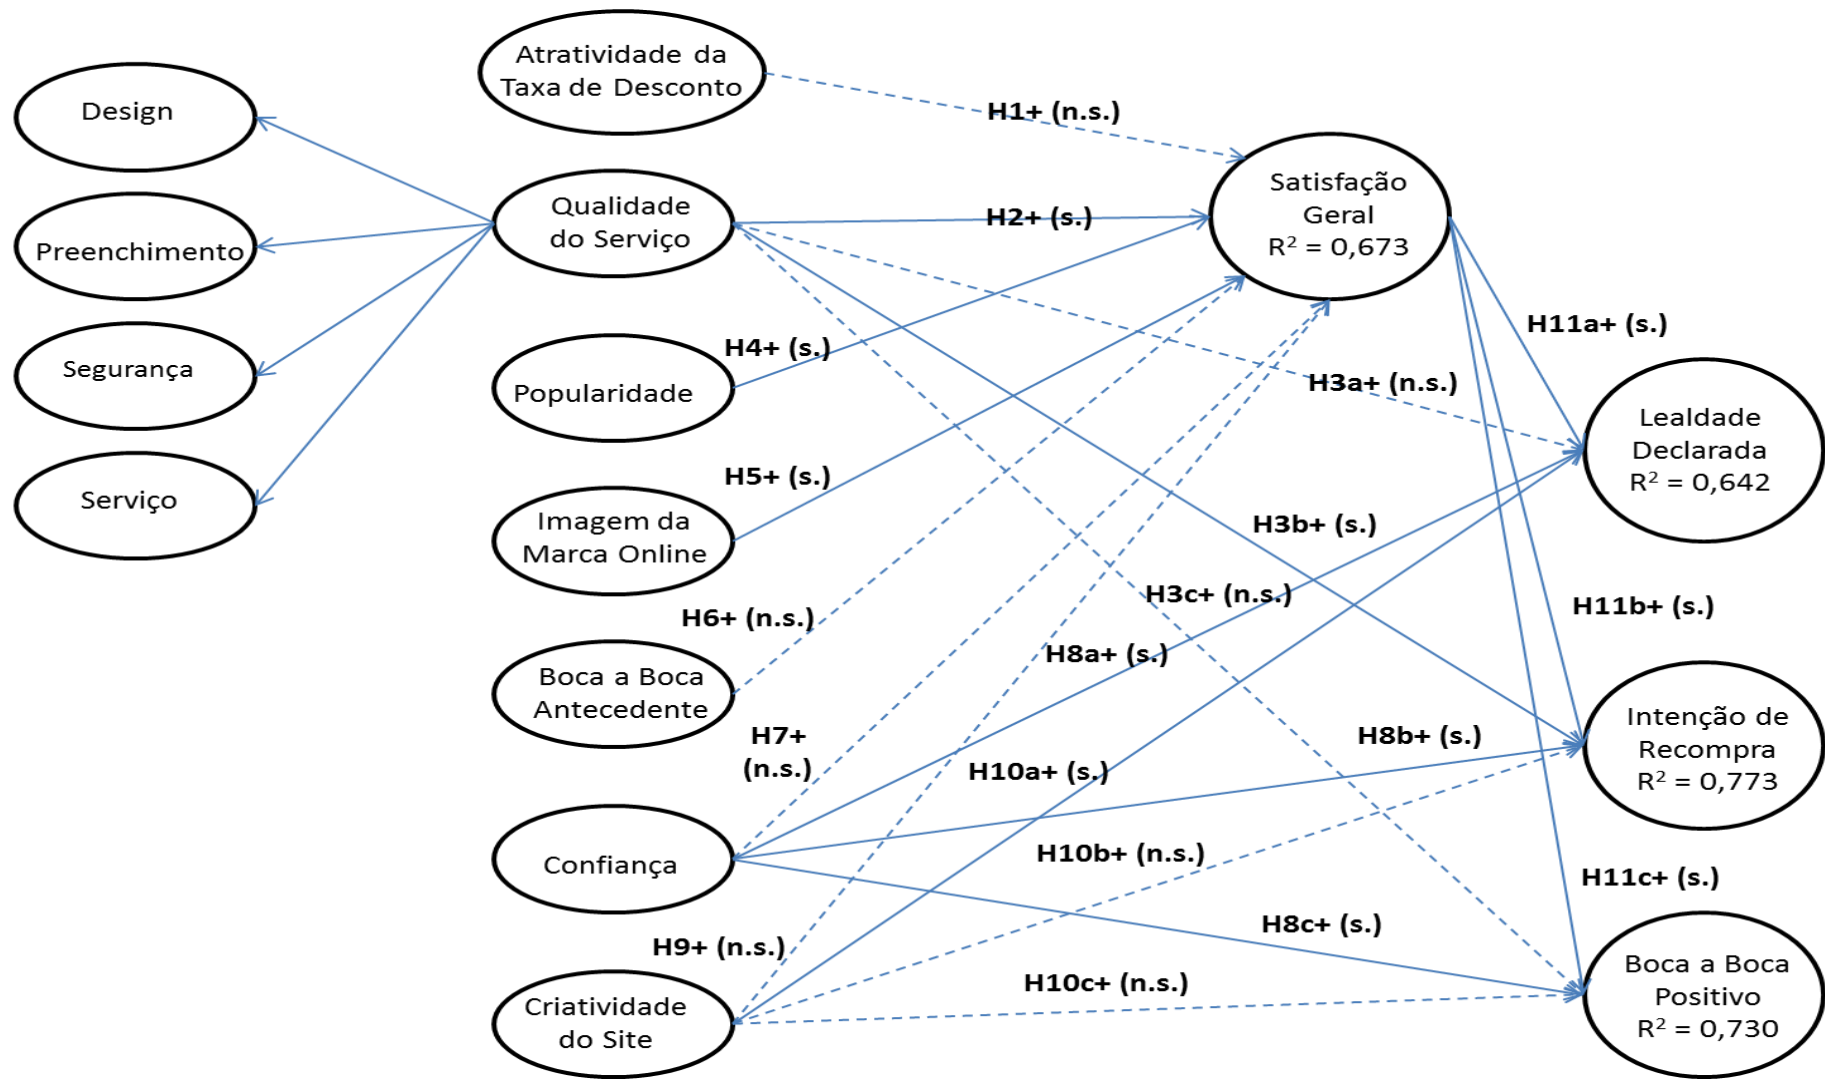 Design
Preenchimento
Segurança
Serviço
Atratividade da
Taxa de Desconto
Qualidade
do Serviço
Popularidade
Imagem da
Marca Online
Boca a Boca
Antecedente
Confiança
Criatividade
do Site
H1+ (n.s.)
H2+ (s.)
H4+ (s.)
H5+ (s.)
H6+ (n.s.)
H7+
(n.s.)
H9+ (n.s.)
H3a+ (n.s.)
H3b+ (s.)
H3c+ (n.s.)
H8a+ (s.)
H8b+ (s.)
H10a+ (s.)
H10b+ (n.s.)
H8c+ (s.)
H10c+ (n.s.)
H11a+ (s.)
H11b+ (s.)
H11c+ (s.)
Satisfação
Geral
R² = 0,673
Lealdade
Declarada
R² = 0,642
Intenção de
Recompra
R² = 0,773
Boca a Boca
Positivo
R² = 0,730